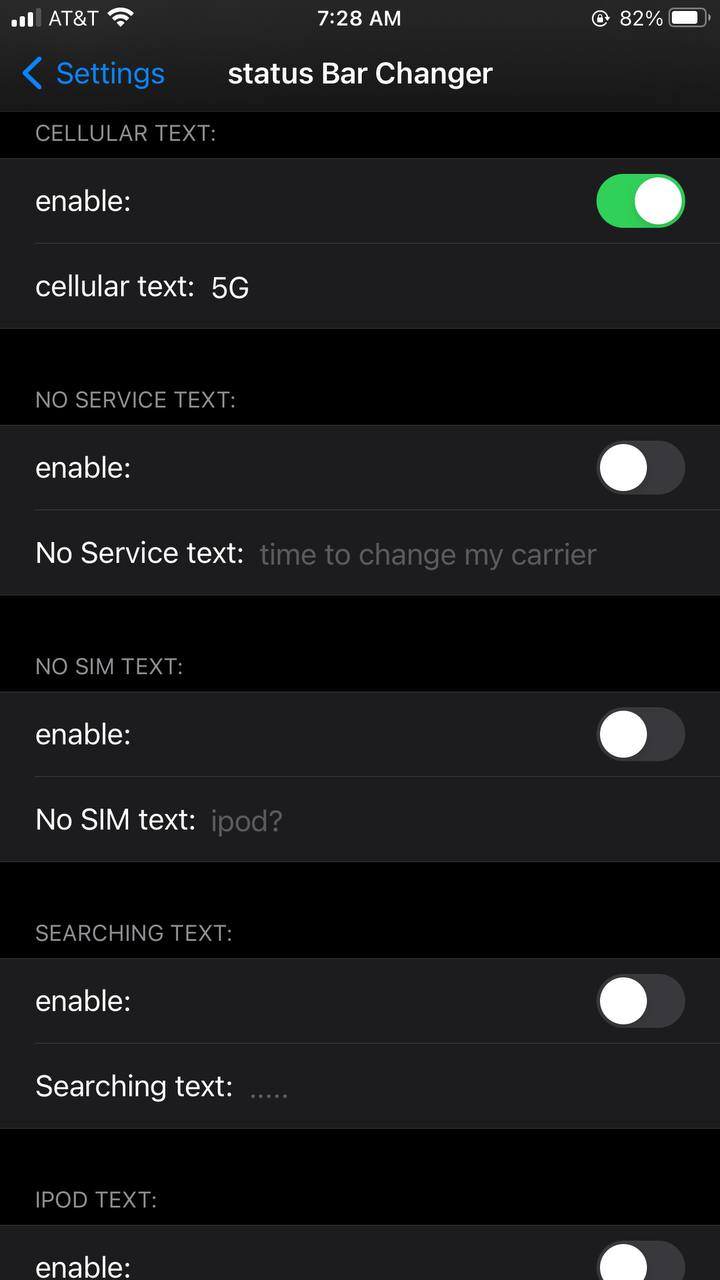 AT&T 7:28 AM 82%
Settings status Bar Changer
CELLULAR TEXT:
enable:
cellular text: 5G
NO SERVICE TEXT:
enable:
No Service text: time to change my carrier
NO SIM TEXT:
enable:
No SIM text: ipod?
SEARCHING TEXT:
enable:
Searching text: .....
IPOD TEXT:
enable: